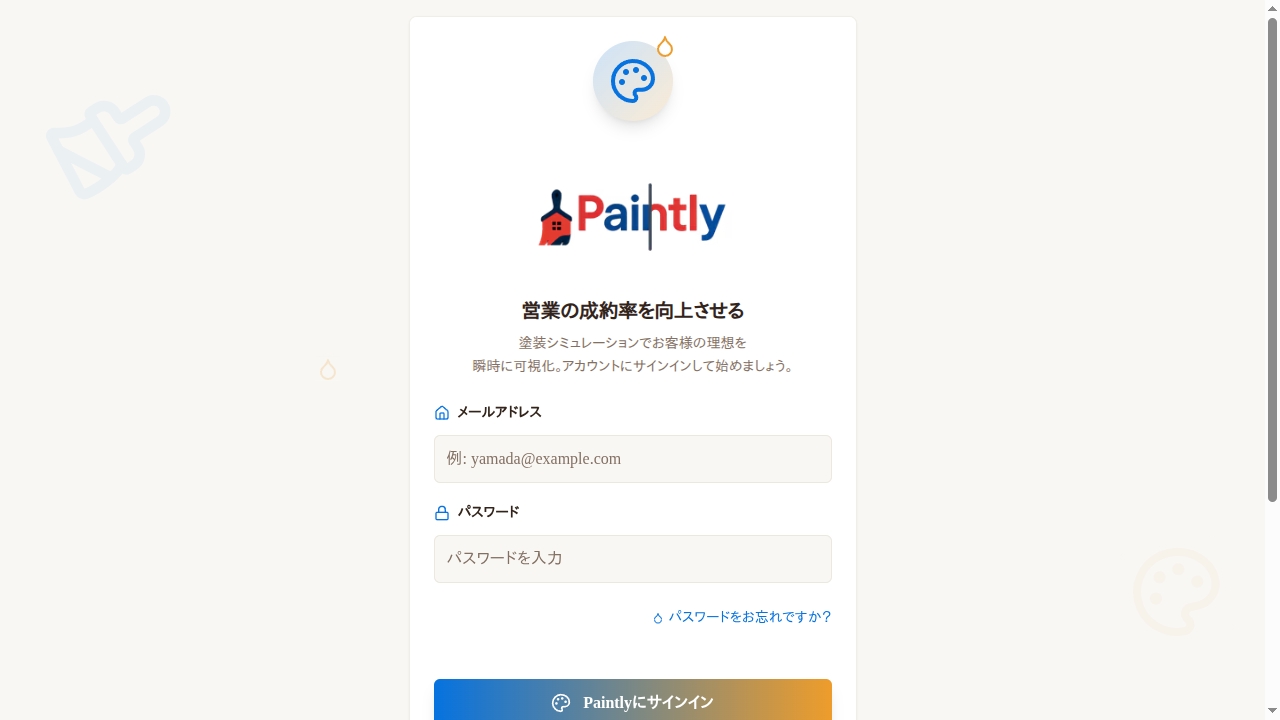 Paintly
営業の成約率を向上させる
塗装シミュレーションでお客様の理想を
瞬時に可視化。アカウントにサインインして始めましょう。
メールアドレス
例: yamada@example.com
パスワード
パスワードを入力
パスワードをお忘れですか？
Paintlyにサインイン